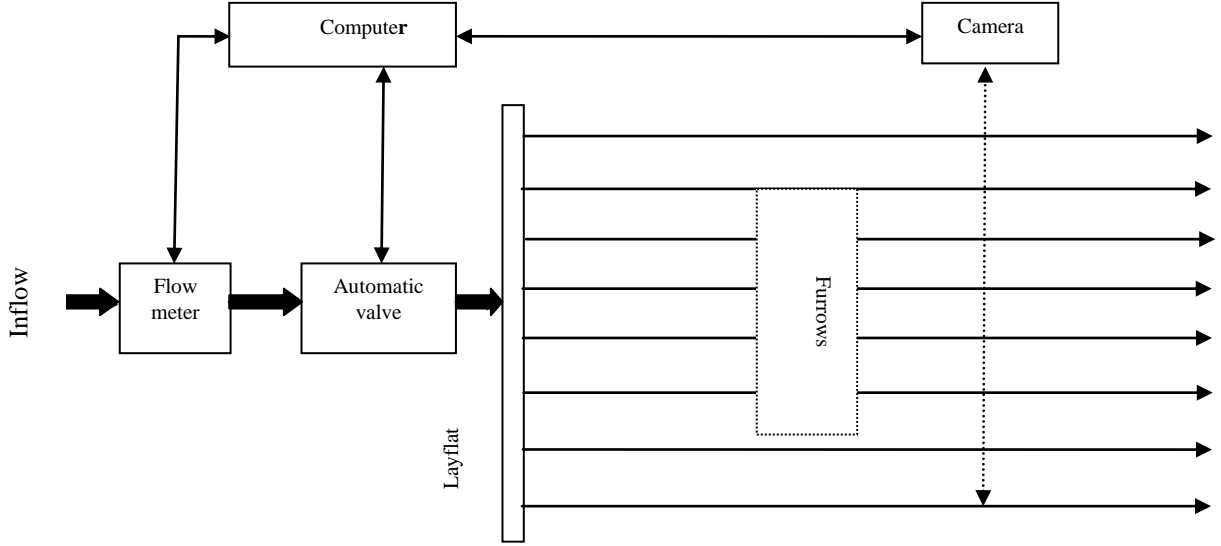 Computer
Camera
Inflow
Flow
meter
Automatic
valve
Layflat
Furrows